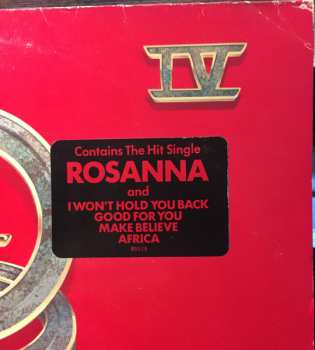 IV
Contains The Hit Single
ROSANNA
and
I WON'T HOLD YOU BACK
GOOD FOR YOU
MAKE BELIEVE
AFRICA